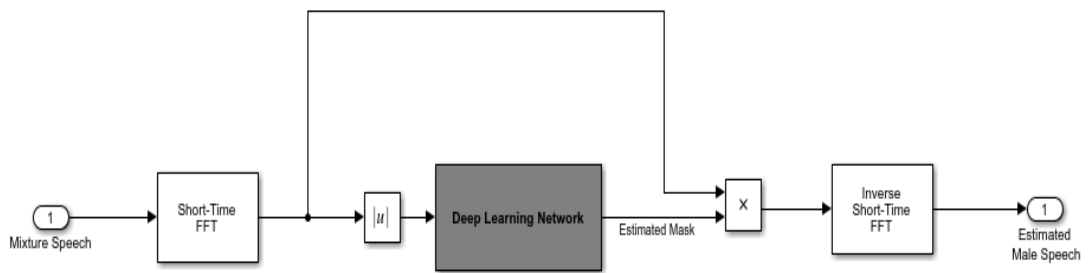 1
Mixture Speech
Short-Time
FFT
|u|
Deep Learning Network
Estimated Mask
×
Inverse
Short-Time
FFT
1
Estimated
Male Speech